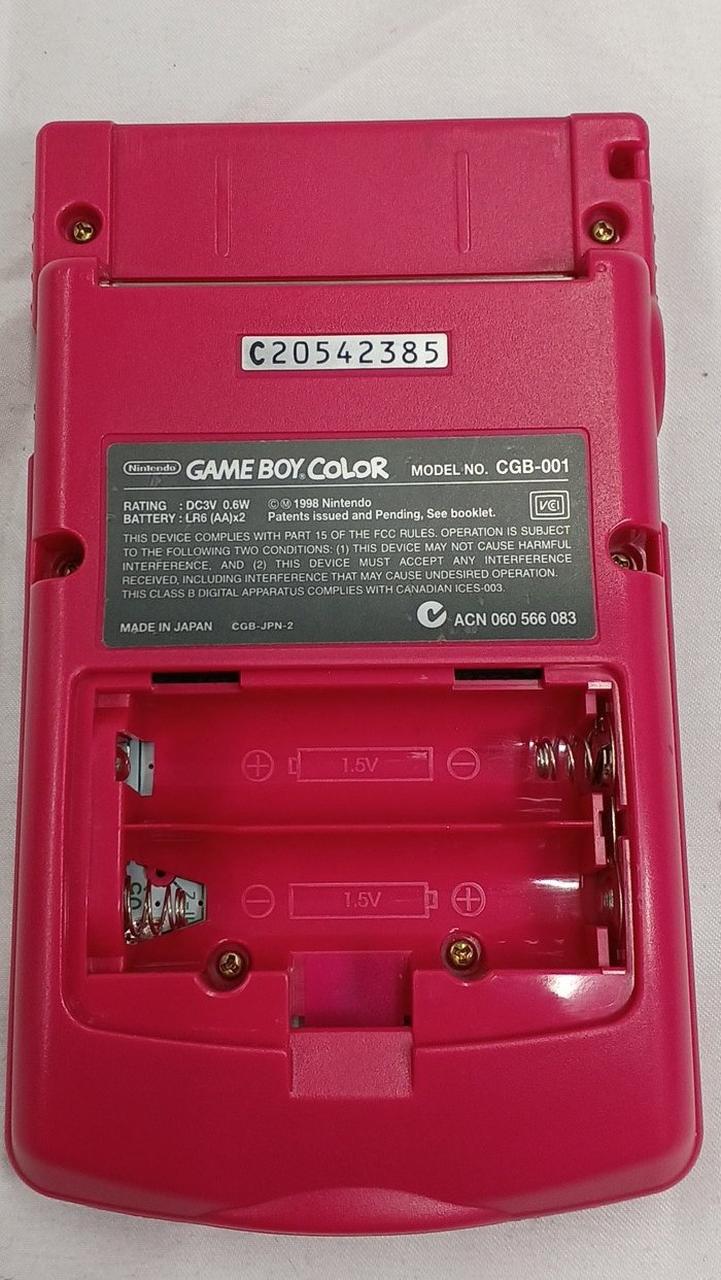 C20542385
Nintendo GAME BOY COLOR MODEL NO. CGB-001
RATING : DC3V 0.6W ©Ⓜ 1998 Nintendo
BATTERY : LR6 (AA)x2 Patents issued and Pending, See booklet.
VCI
THIS DEVICE COMPLIES WITH PART 15 OF THE FCC RULES. OPERATION IS SUBJECT
TO THE FOLLOWING TWO CONDITIONS: (1) THIS DEVICE MAY NOT CAUSE HARMFUL
INTERFERENCE, AND (2) THIS DEVICE MUST ACCEPT ANY INTERFERENCE
RECEIVED, INCLUDING INTERFERENCE THAT MAY CAUSE UNDESIRED OPERATION.
THIS CLASS B DIGITAL APPARATUS COMPLIES WITH CANADIAN ICES-003.
MADE IN JAPAN CGB-JPN-2 ACN 060 566 083
+ 1.5V −
− 1.5V +